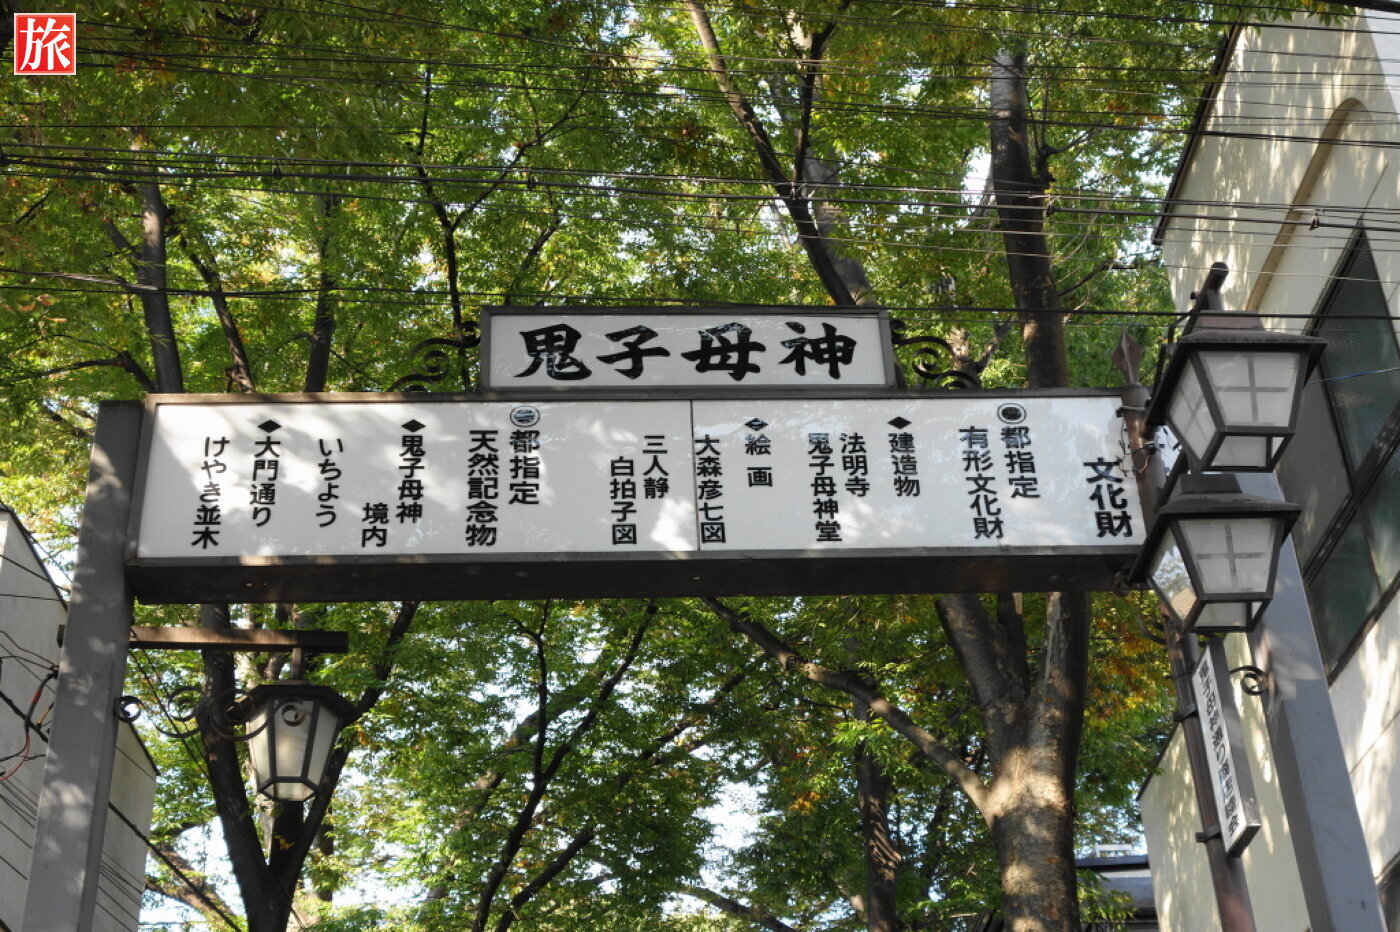 旅
鬼子母神
文化財
都指定
有形文化財
建造物
法明寺
鬼子母神堂
絵画
大森彦七図
三人静
白拍子図
都指定
天然記念物
鬼子母神
境内
いちょう
大門通り
けやき並木